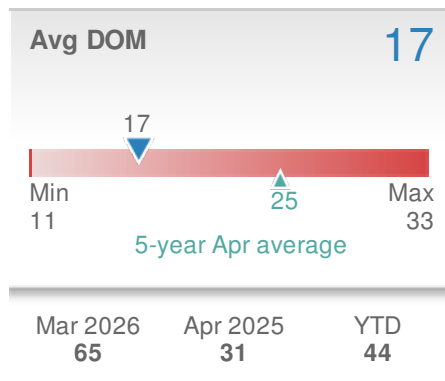 Avg DOM 17
17
Min 25 Max
11 33
5-year Apr average
Mar 2026 Apr 2025 YTD
65 31 44